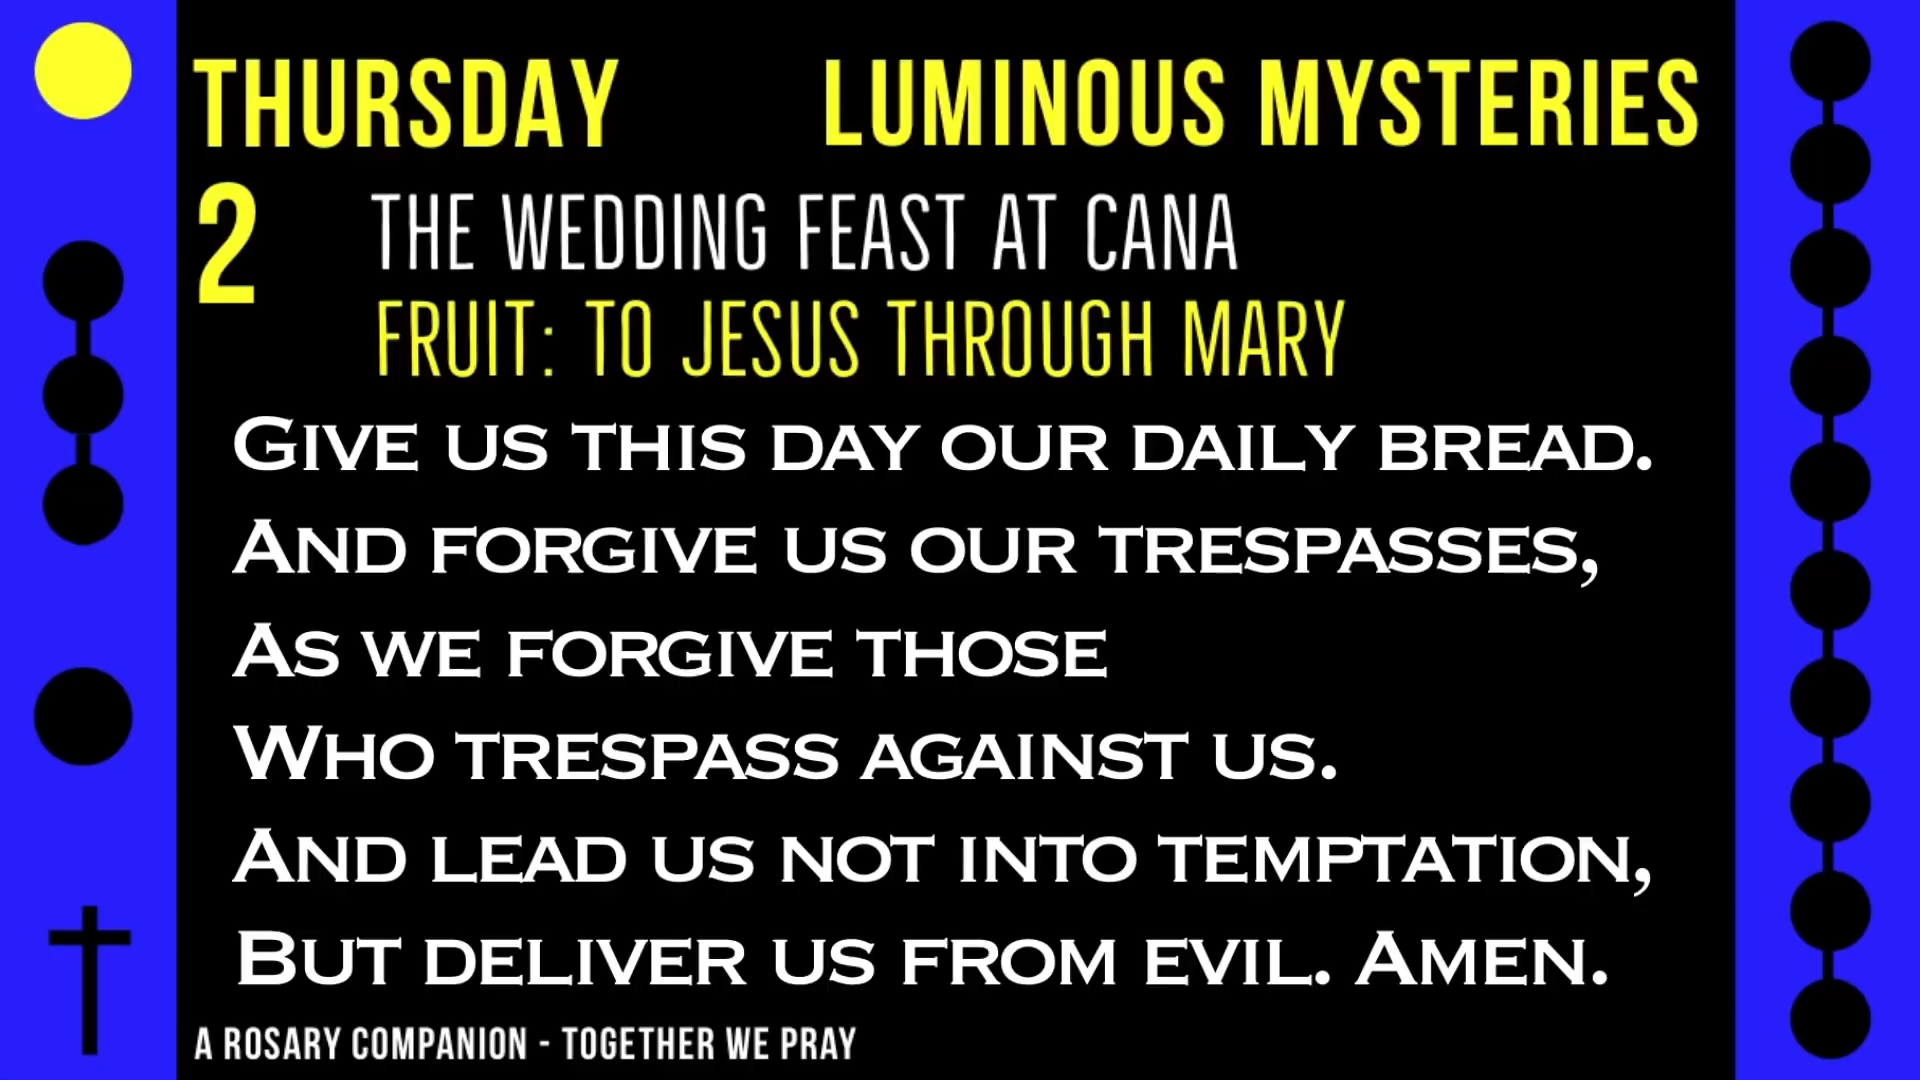 THURSDAY LUMINOUS MYSTERIES
2 THE WEDDING FEAST AT CANA
FRUIT: TO JESUS THROUGH MARY
GIVE US THIS DAY OUR DAILY BREAD.
AND FORGIVE US OUR TRESPASSES,
AS WE FORGIVE THOSE
WHO TRESPASS AGAINST US.
AND LEAD US NOT INTO TEMPTATION,
BUT DELIVER US FROM EVIL. AMEN.
A ROSARY COMPANION - TOGETHER WE PRAY